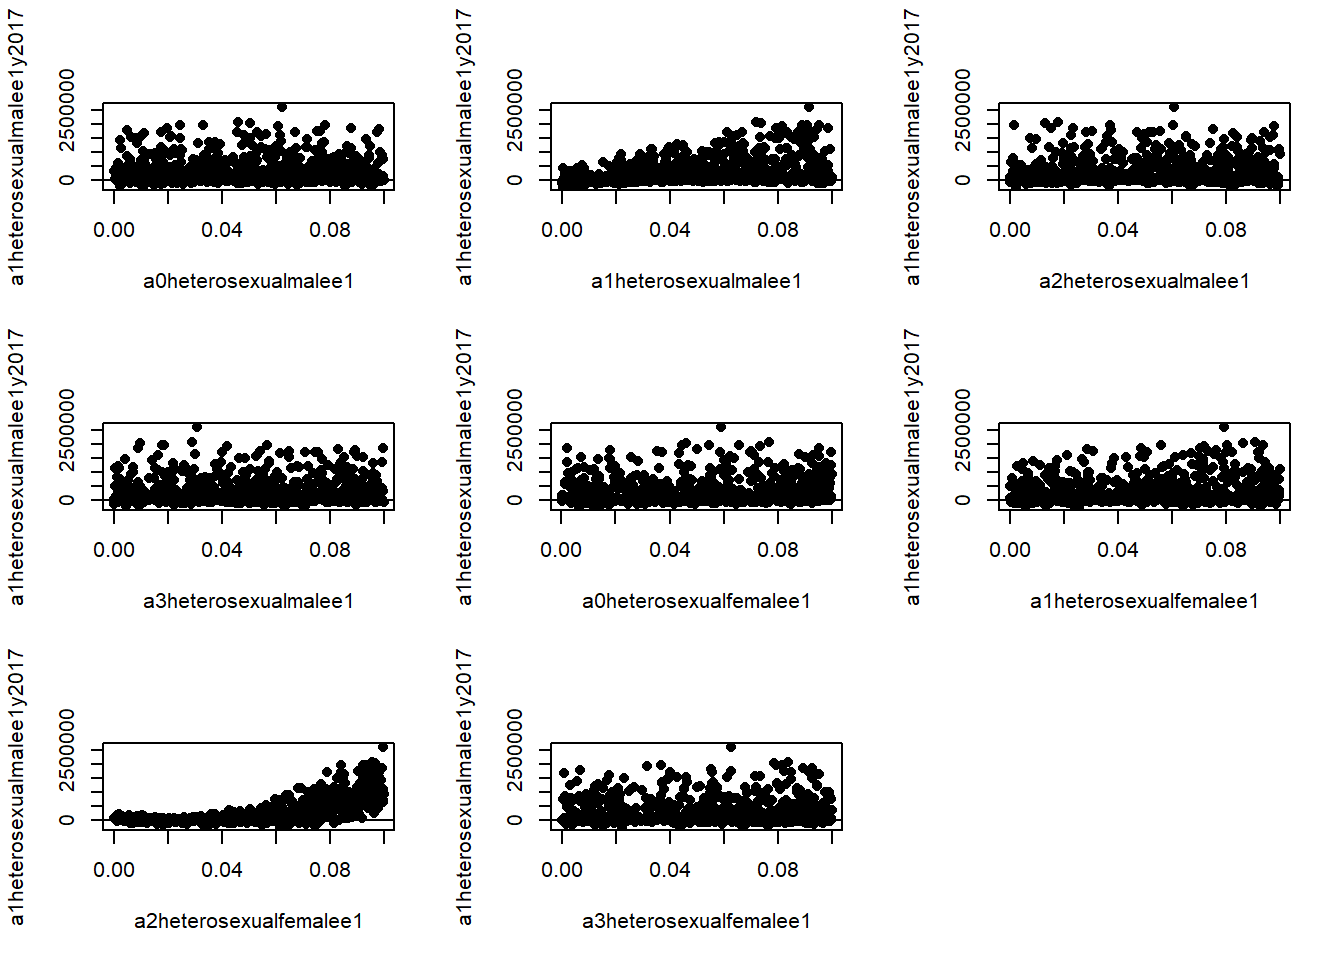 a1heterosexualmalee1y2017
2500000
0
0.00 0.04 0.08
a0heterosexualmalee1
a1heterosexualmalee1y2017
2500000
0
0.00 0.04 0.08
a1heterosexualmalee1
a1heterosexualmalee1y2017
2500000
0
0.00 0.04 0.08
a2heterosexualmalee1
a1heterosexualmalee1y2017
2500000
0
0.00 0.04 0.08
a3heterosexualmalee1
a1heterosexualmalee1y2017
2500000
0
0.00 0.04 0.08
a0heterosexualfemalee1
a1heterosexualmalee1y2017
2500000
0
0.00 0.04 0.08
a1heterosexualfemalee1
a1heterosexualmalee1y2017
2500000
0
0.00 0.04 0.08
a2heterosexualfemalee1
a1heterosexualmalee1y2017
2500000
0
0.00 0.04 0.08
a3heterosexualfemalee1